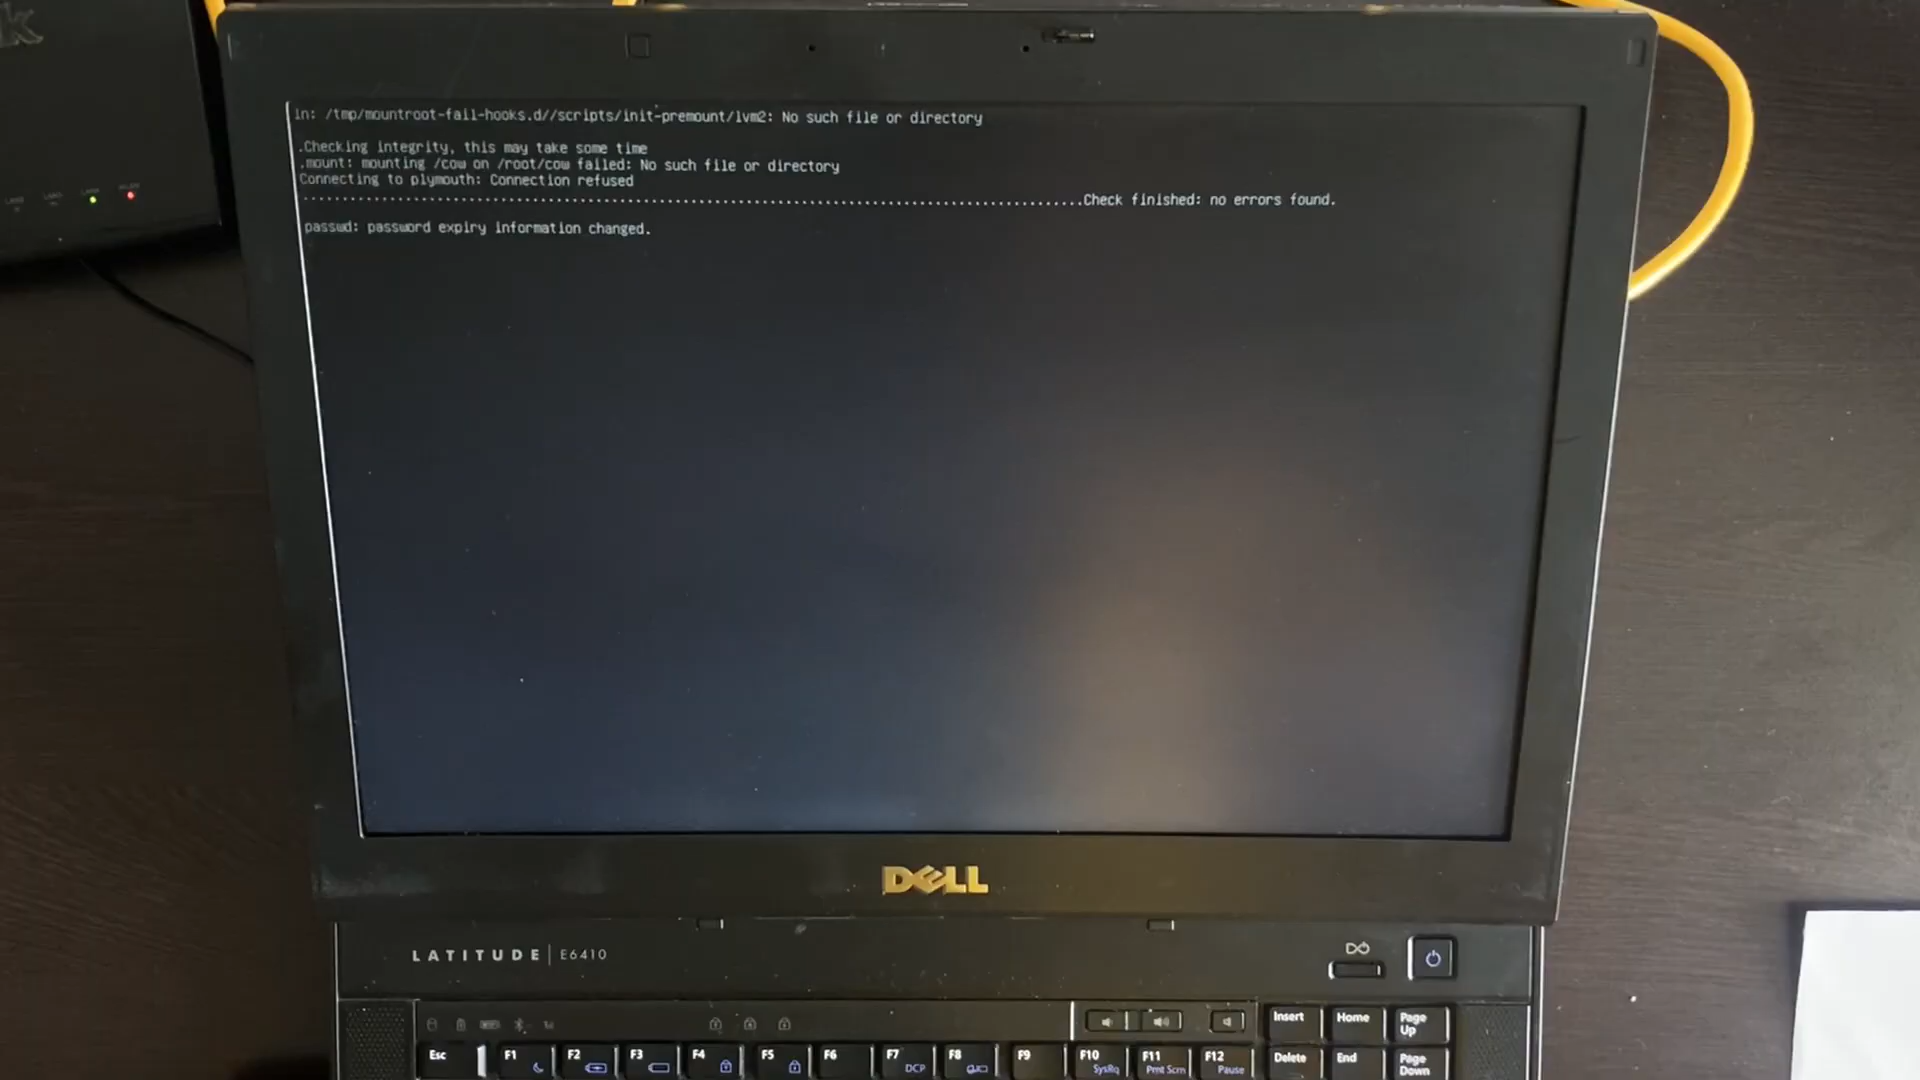 ln: /tmp/mountroot-fail-hooks.d//scripts/init-premount/lvm2: No such file or directory
.Checking integrity, this may take some time
.mount: mounting /cow on /root/cow failed: No such file or directory
Connecting to plymouth: Connection refused
..................................................................................................Check finished: no errors found.
passwd: password expiry information changed.
DELL
LATITUDE E6410
Insert Home Page Up
Esc F1 F2 F3 F4 F5 F6 F7 DCP F8 F9 F10 SysRq F11 Prnt Scrn F12 Pause Delete End Page Down